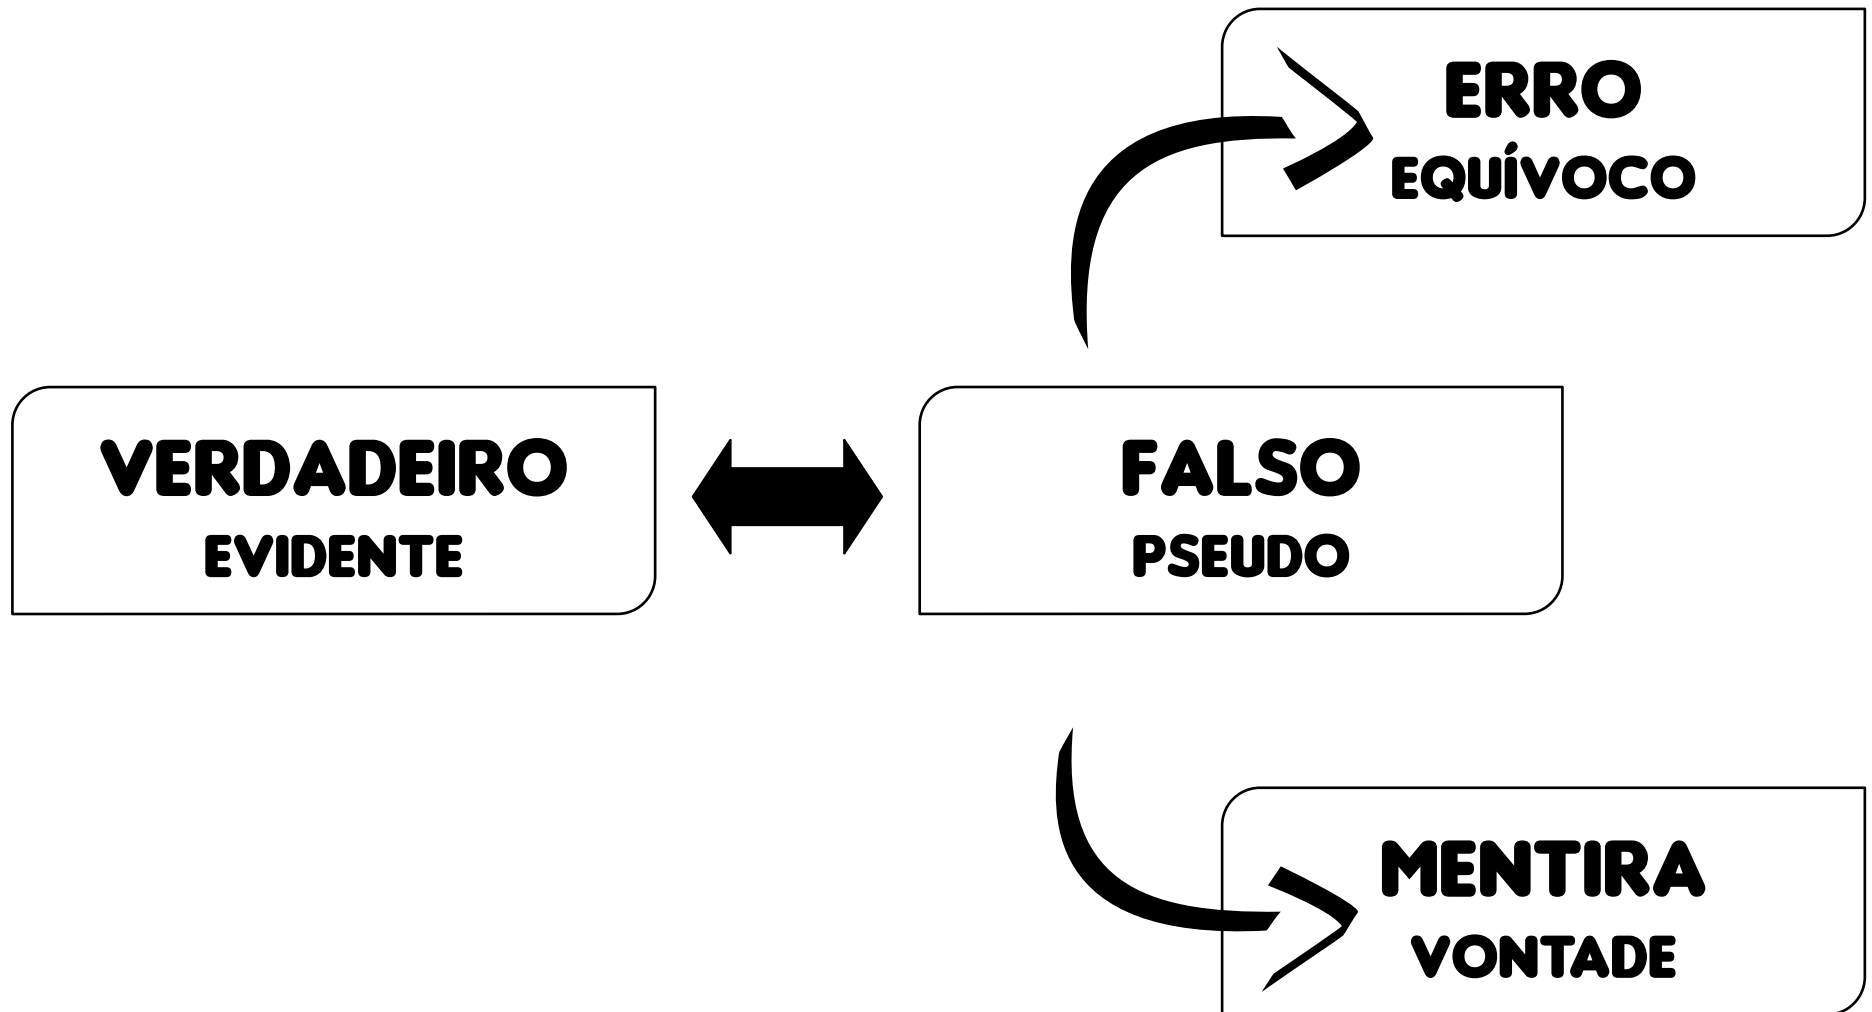 ERRO
EQUÍVOCO
VERDADEIRO
EVIDENTE
FALSO
PSEUDO
MENTIRA
VONTADE